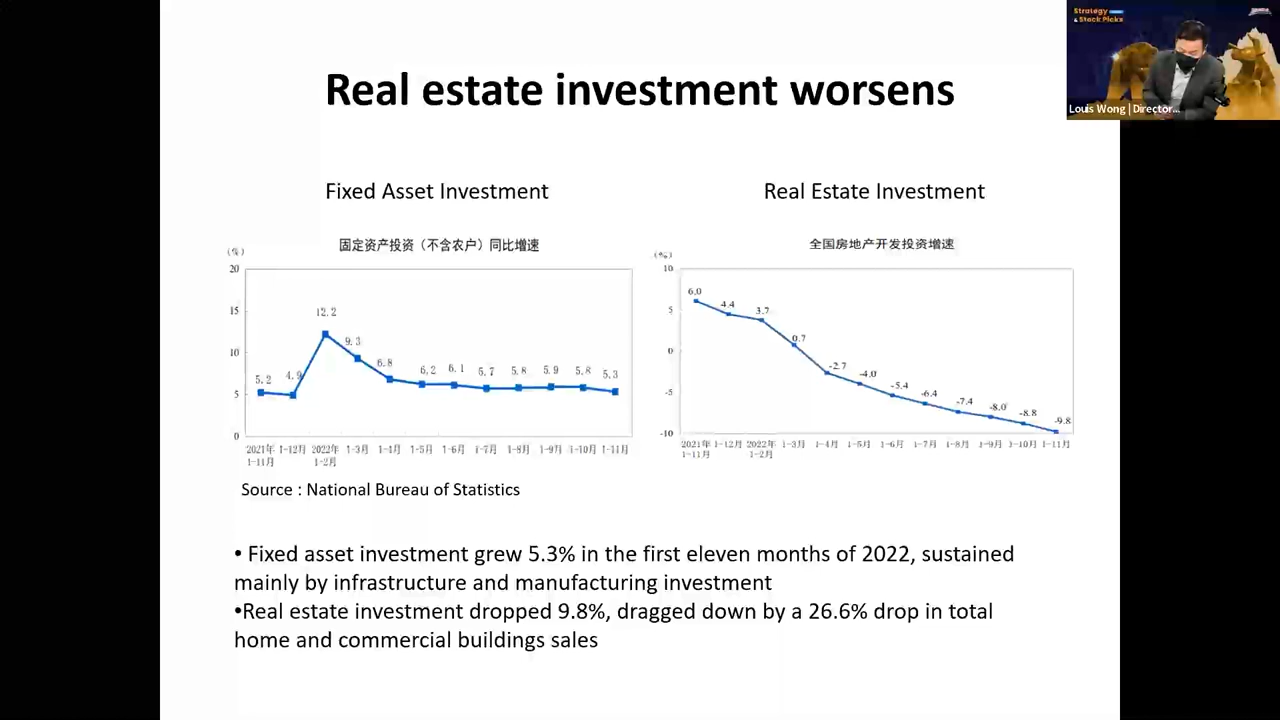 Strategy
& Stock Picks
Louis Wong | Director...
Real estate investment worsens
Fixed Asset Investment
固定资产投资（不含农户）同比增速
(%)
20
15
10
5
0
5.2
4.9
12.2
9.3
6.8
6.2
6.1
5.7
5.8
5.9
5.8
5.3
2021年 1-12月 2022年 1-3月 1-4月 1-5月 1-6月 1-7月 1-8月 1-9月 1-10月 1-11月
1-11月 1-2月
Real Estate Investment
全国房地产开发投资增速
(%)
10
5
0
-5
-10
6.0
4.4
3.7
0.7
-2.7
-4.0
-5.4
-6.4
-7.4
-8.0
-8.8
-9.8
2021年 1-12月 2022年 1-3月 1-4月 1-5月 1-6月 1-7月 1-8月 1-9月 1-10月 1-11月
1-11月 1-2月
Source : National Bureau of Statistics
• Fixed asset investment grew 5.3% in the first eleven months of 2022, sustained
mainly by infrastructure and manufacturing investment
•Real estate investment dropped 9.8%, dragged down by a 26.6% drop in total
home and commercial buildings sales